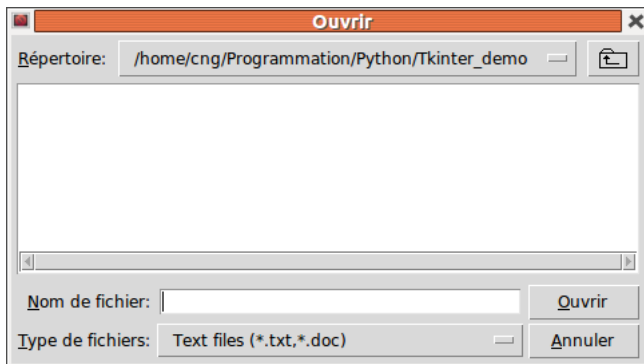 Ouvrir
Répertoire: /home/cng/Programmation/Python/Tkinter_demo
Nom de fichier: Ouvrir
Type de fichiers: Text files (*.txt,*.doc) Annuler